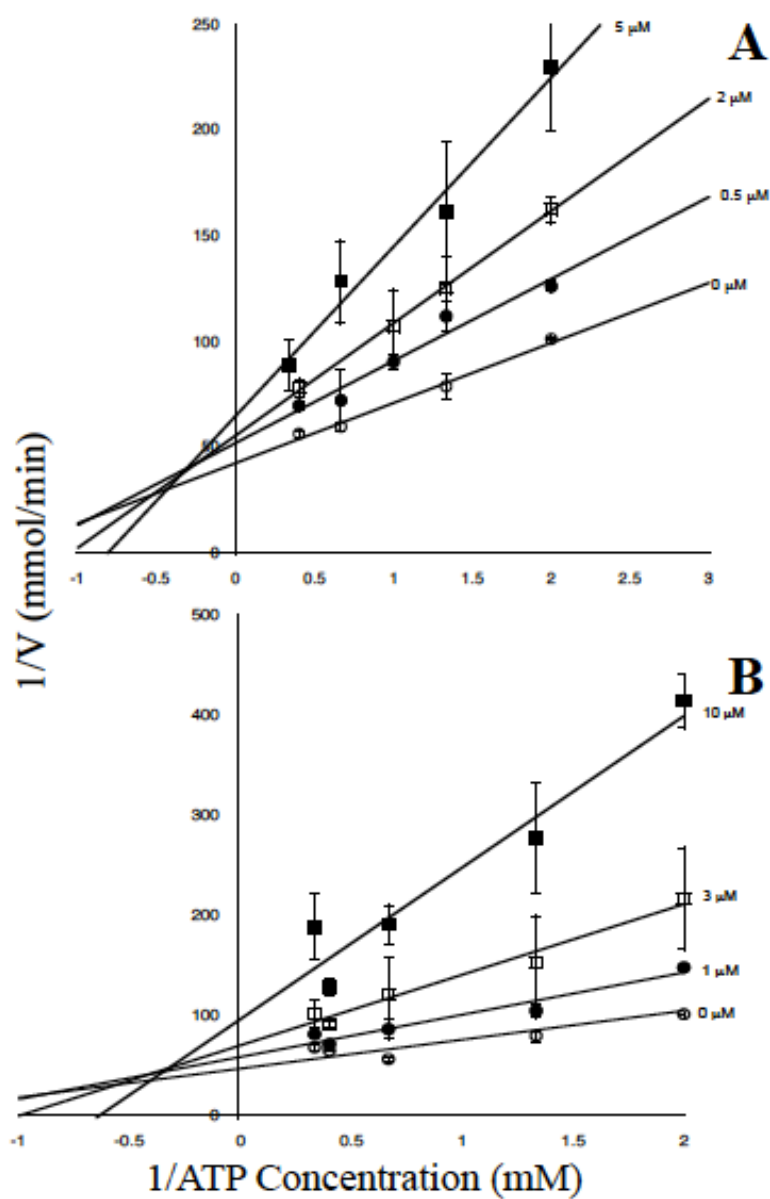 A
250
5 μM
2 μM
200
0.5 μM
150
0 μM
100
50
0
-1 -0.5 0 0.5 1 1.5 2 2.5 3
1/V (mmol/min)
B
500
400
10 μM
300
200
3 μM
1 μM
100
0 μM
0
-1 -0.5 0 0.5 1 1.5 2
1/ATP Concentration (mM)